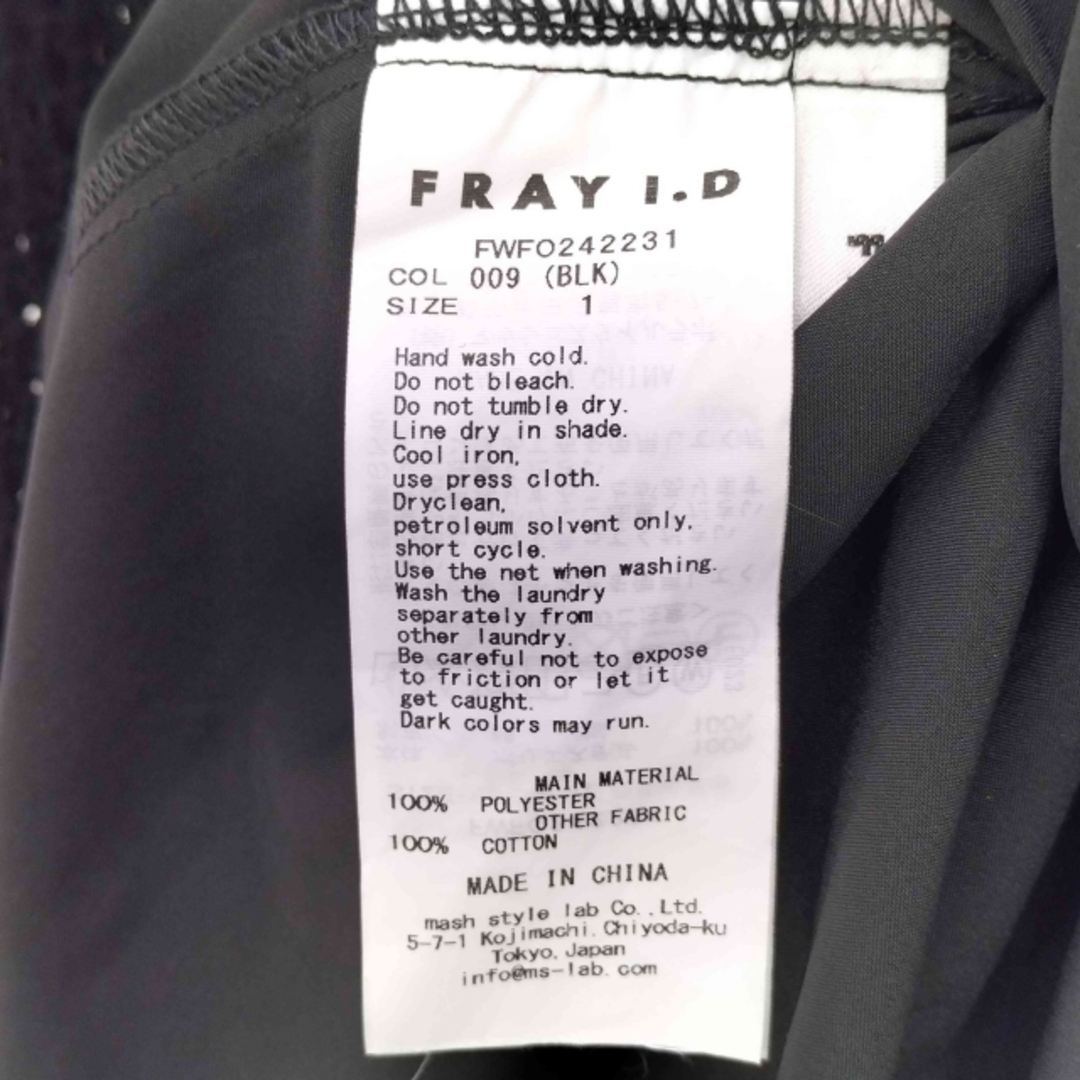 FRAY I.D
FWFO242231
COL 009 (BLK)
SIZE 1
Hand wash cold.
Do not bleach.
Do not tumble dry.
Line dry in shade.
Cool iron,
use press cloth.
Dryclean,
petroleum solvent only,
short cycle.
Use the net when washing.
Wash the laundry
separately from
other laundry.
Be careful not to expose
to friction or let it
get caught.
Dark colors may run.
MAIN MATERIAL
100% POLYESTER
OTHER FABRIC
100% COTTON
MADE IN CHINA
mash style lab Co.,Ltd.
5-7-1 Kojimachi, Chiyoda-ku
Tokyo, Japan
info@ms-lab.com